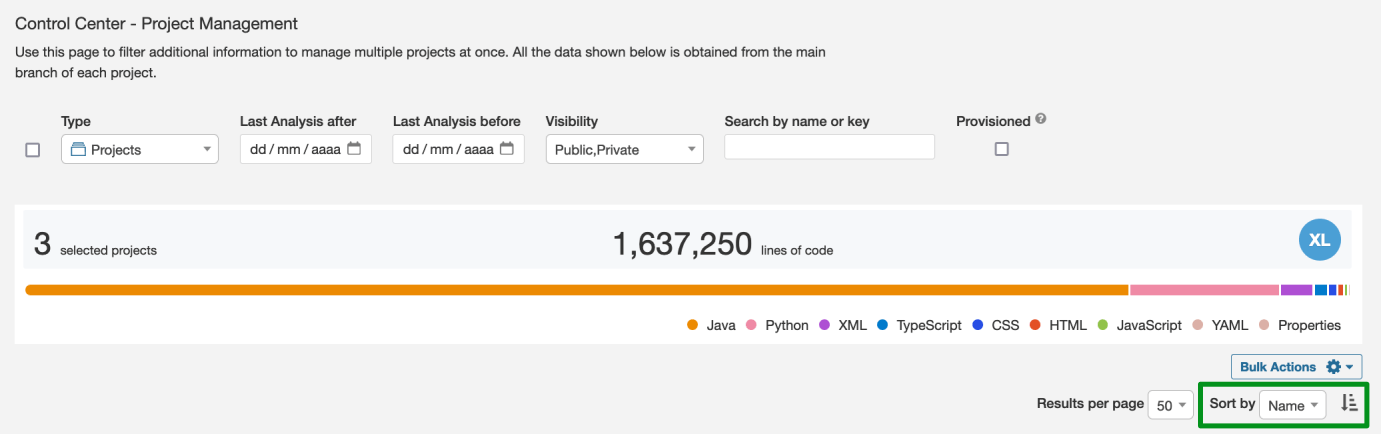 Control Center - Project Management
Use this page to filter additional information to manage multiple projects at once. All the data shown below is obtained from the main
branch of each project.
Type Last Analysis after Last Analysis before Visibility Search by name or key Provisioned ?
Projects dd / mm / aaaa dd / mm / aaaa Public,Private
3 selected projects 1,637,250 lines of code XL
Java Python XML TypeScript CSS HTML JavaScript YAML Properties
Bulk Actions
Results per page 50 Sort by Name